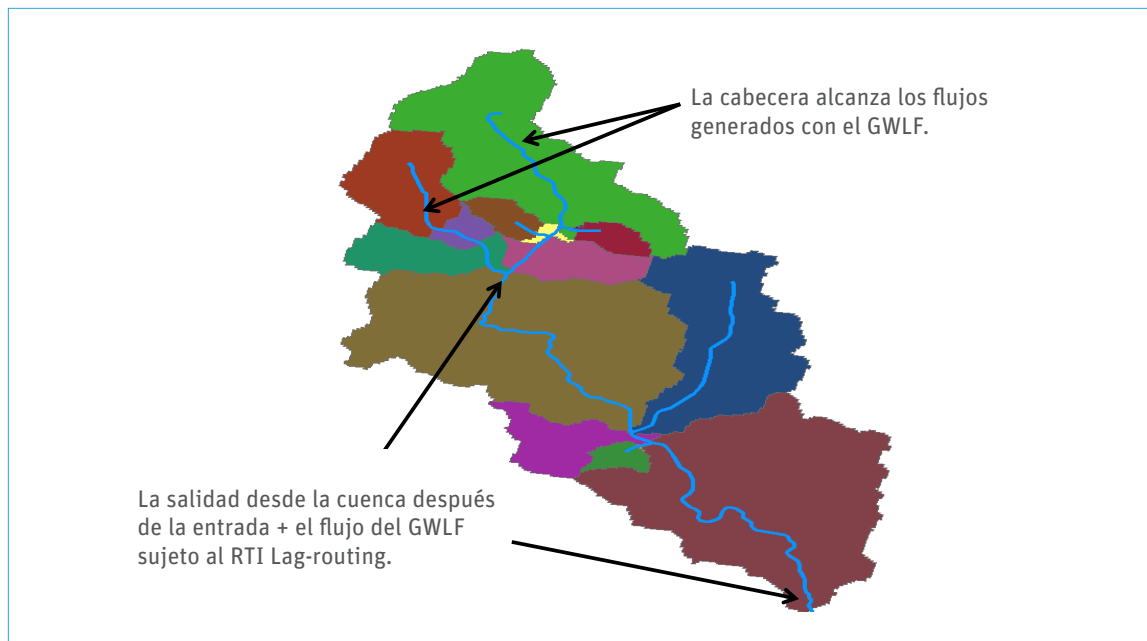 La cabecera alcanza los flujos
generados con el GWLF.
La salidad desde la cuenca después
de la entrada + el flujo del GWLF
sujeto al RTI Lag-routing.